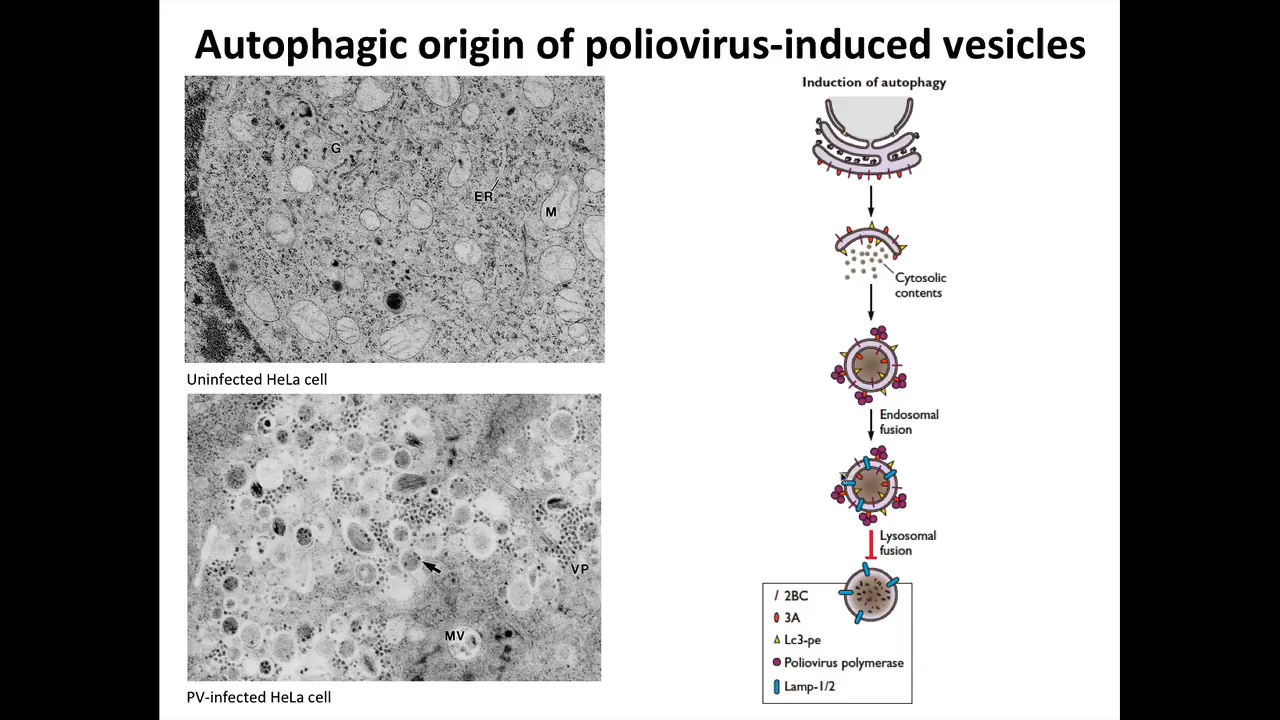 Autophagic origin of poliovirus-induced vesicles
G
ER
M
Uninfected HeLa cell
VP
MV
PV-infected HeLa cell
Induction of autophagy
Cytosolic
contents
Endosomal
fusion
Lysosomal
fusion
2BC
3A
Lc3-pe
Poliovirus polymerase
Lamp-1/2